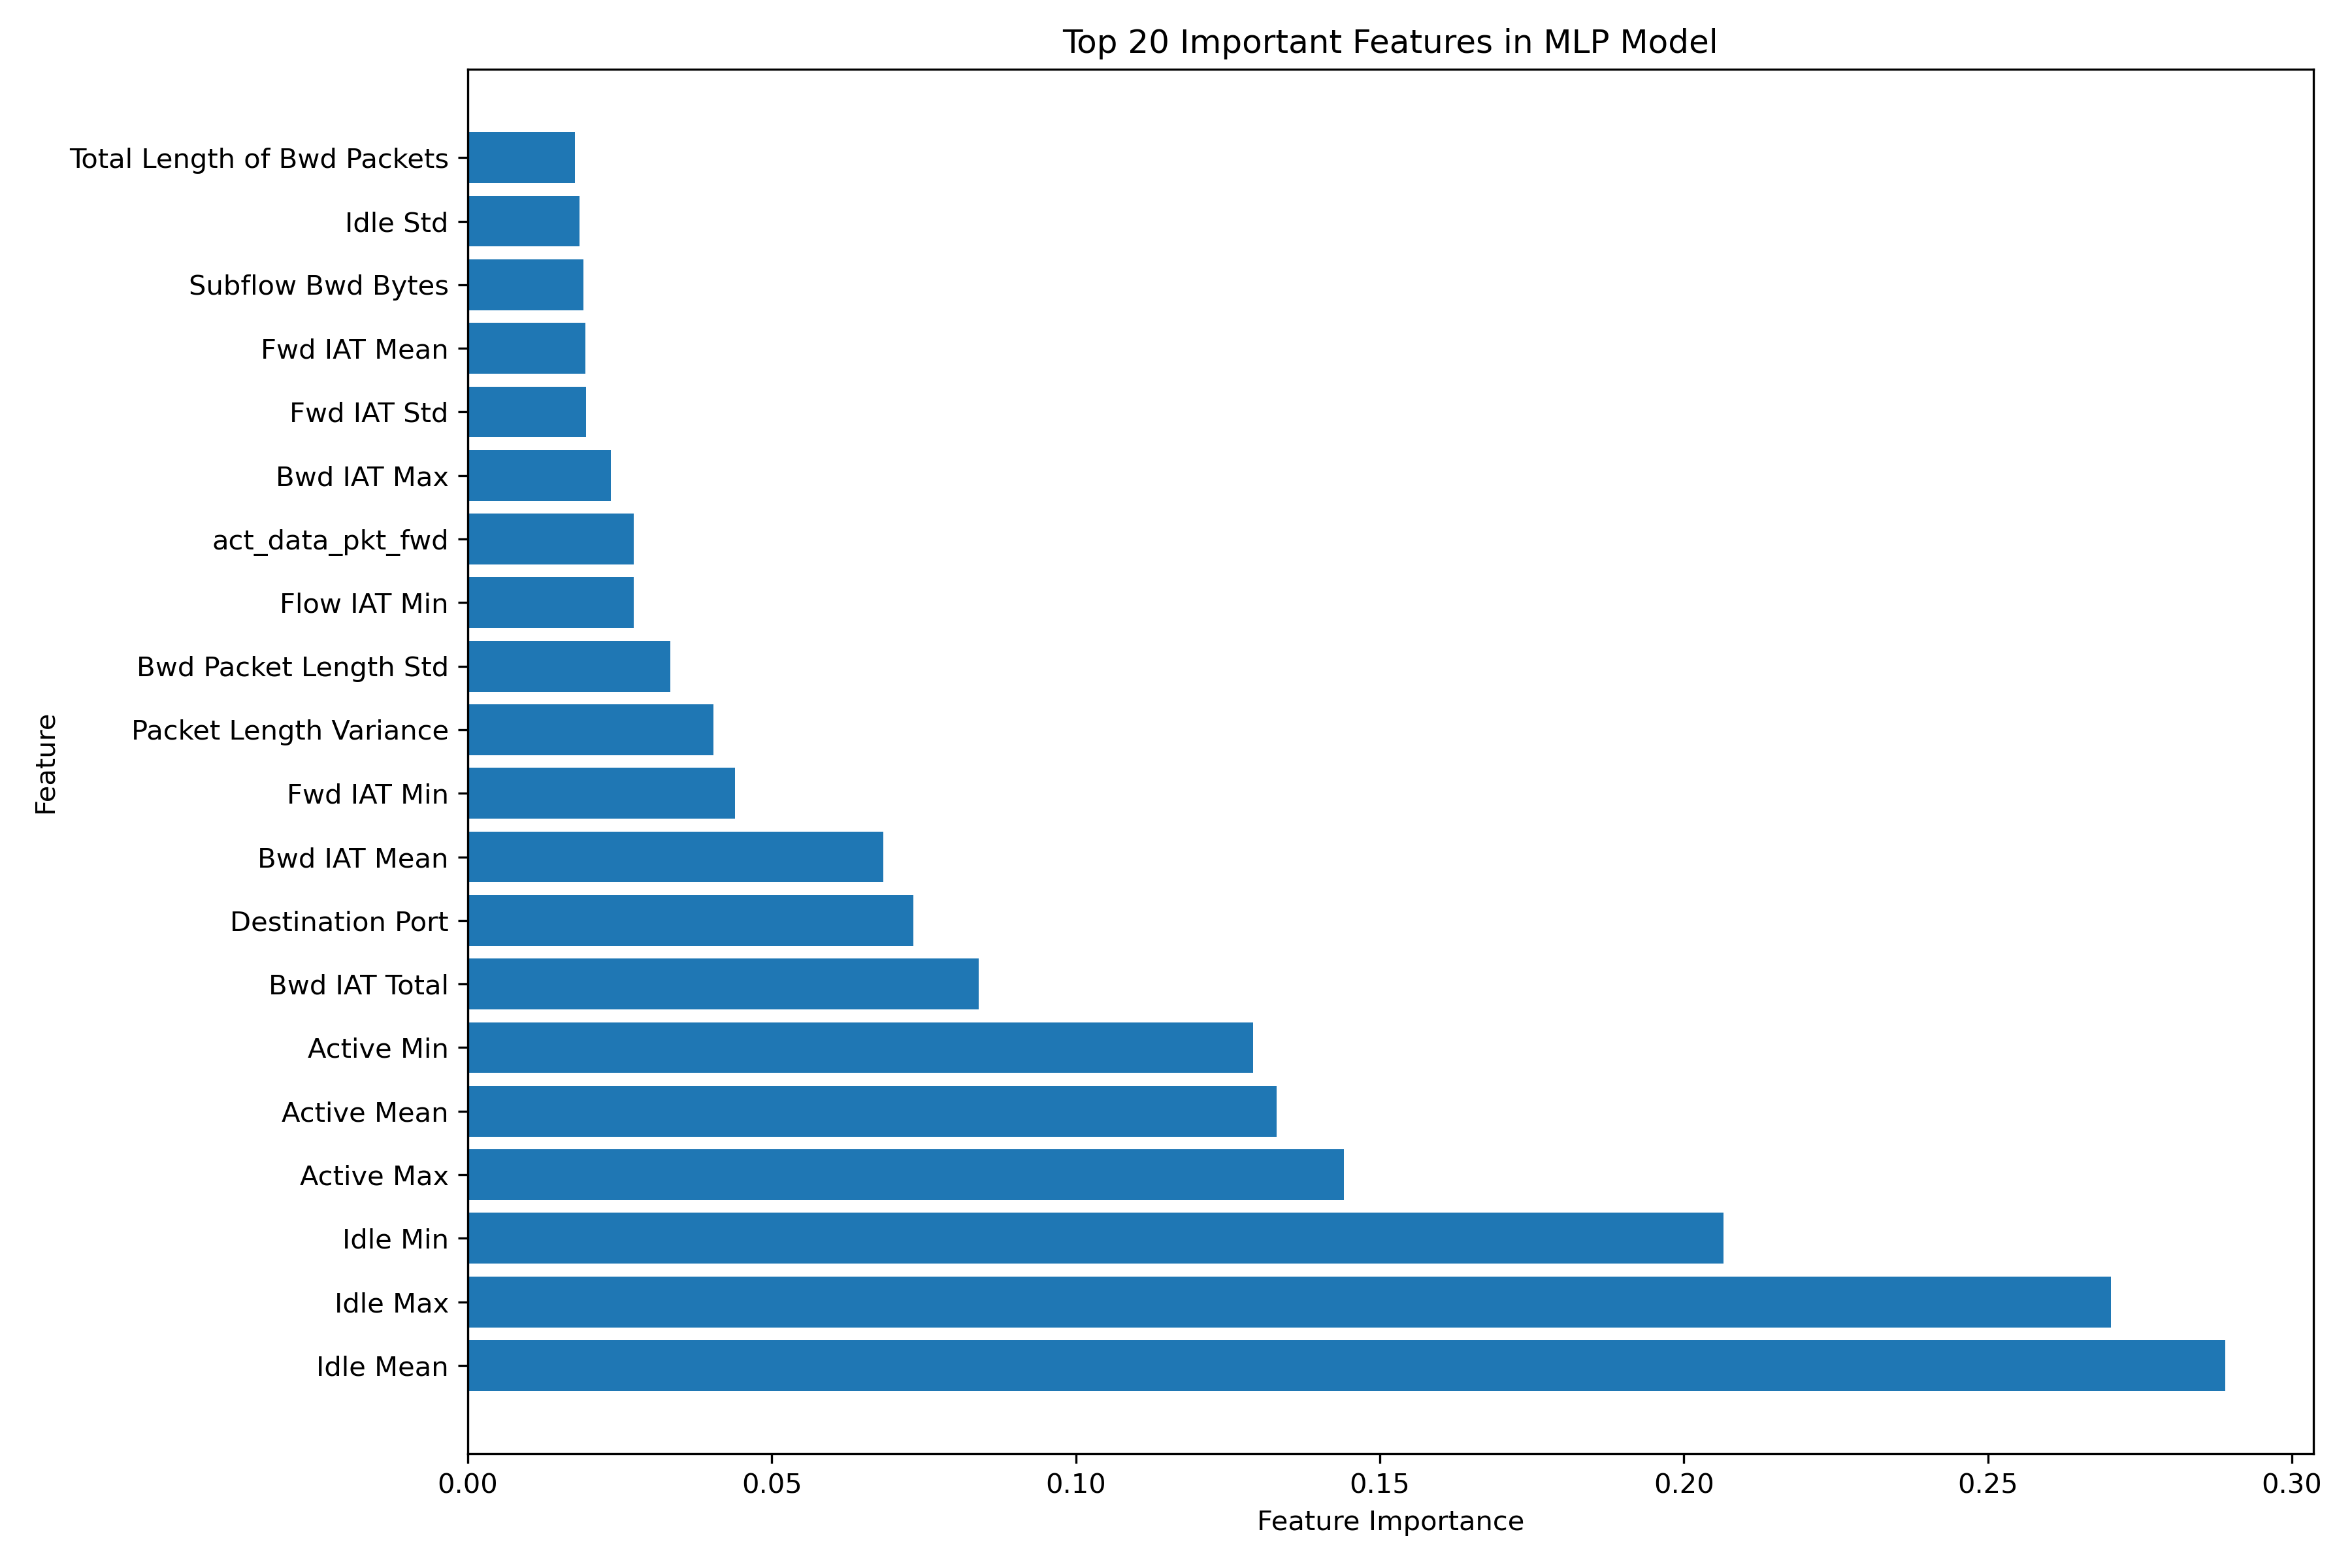 Top 20 Important Features in MLP Model
Total Length of Bwd Packets
Idle Std
Subflow Bwd Bytes
Fwd IAT Mean
Fwd IAT Std
Bwd IAT Max
act_data_pkt_fwd
Flow IAT Min
Bwd Packet Length Std
Packet Length Variance
Fwd IAT Min
Bwd IAT Mean
Destination Port
Bwd IAT Total
Active Min
Active Mean
Active Max
Idle Min
Idle Max
Idle Mean
Feature
0.00 0.05 0.10 0.15 0.20 0.25 0.30
Feature Importance